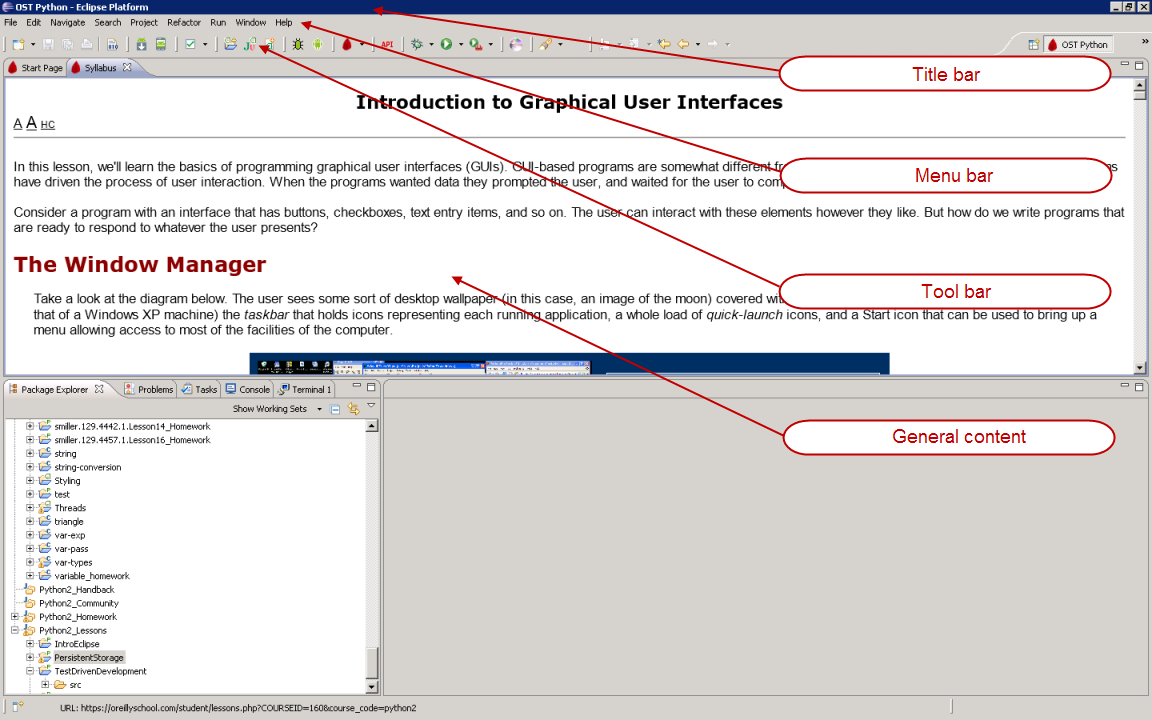 OST Python - Eclipse Platform
File Edit Navigate Search Project Refactor Run Window Help
API
OST Python
Title bar
Start Page Syllabus
Introduction to Graphical User Interfaces
A A HC
In this lesson, we'll learn the basics of programming graphical user interfaces (GUIs). GUI-based programs are somewhat different
have driven the process of user interaction. When the programs wanted data they prompted the user, and waited for the user to
Menu bar
Consider a program with an interface that has buttons, checkboxes, text entry items, and so on. The user can interact with these elements however they like. But how do we write programs that
are ready to respond to whatever the user presents?
The Window Manager
Take a look at the diagram below. The user sees some sort of desktop wallpaper (in this case, an image of the moon) covered
Tool bar
that of a Windows XP machine) the taskbar that holds icons representing each running application, a whole load of quick-launch icons, and a Start icon that can be used to bring up a
menu allowing access to most of the facilities of the computer.
Package Explorer Problems Tasks Console Terminal 1
Show Working Sets
General content
smiller.129.4442.1.Lesson14_Homework
smiller.129.4457.1.Lesson16_Homework
string
string-conversion
Styling
test
Threads
triangle
var-exp
var-pass
var-types
variable_homework
Python2_Handback
Python2_Community
Python2_Homework
Python2_Lessons
IntroEclipse
PersistentStorage
TestDrivenDevelopment
src
URL: https://oreillyschool.com/student/lessons.php?COURSEID=160&course_code=python2